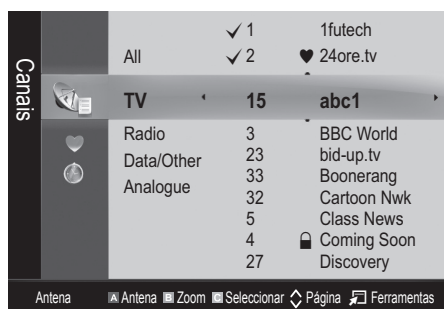 Canais
✓ 1 1futech
All ✓ 2 ♥ 24ore.tv
TV 15 abc1
Radio 3 BBC World
Data/Other 23 bid-up.tv
Analogue 33 Boonerang
32 Cartoon Nwk
5 Class News
4 Coming Soon
27 Discovery
Antena A Antena B Zoom C Seleccionar Página Ferramentas